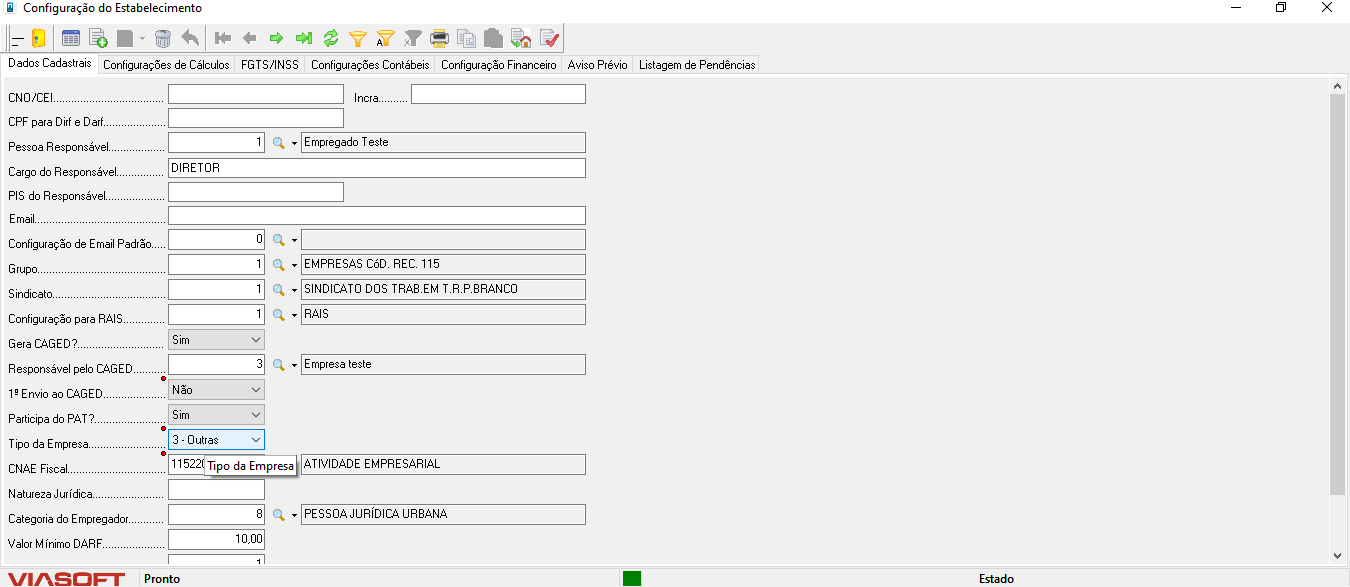 Configuração do Estabelecimento
Dados Cadastrais Configurações de Cálculos FGTS/INSS Configurações Contábeis Configuração Financeiro Aviso Prévio Listagem de Pendências
CNO/CEI Incra
CPF para Dirf e Darf
Pessoa Responsável 1 Empregado Teste
Cargo do Responsável DIRETOR
PIS do Responsável
Email
Configuração de Email Padrão 0
Grupo 1 EMPRESAS CóD. REC. 115
Sindicato 1 SINDICATO DOS TRAB.EM T.R.P.BRANCO
Configuração para RAIS 1 RAIS
Gera CAGED? Sim
Responsável pelo CAGED 3 Empresa teste
1º Envio ao CAGED Não
Participa do PAT? Sim
Tipo da Empresa 3 - Outras
CNAE Fiscal Tipo da Empresa ATIVIDADE EMPRESARIAL
Natureza Jurídica
Categoria do Empregador 8 PESSOA JURÍDICA URBANA
Valor Mínimo DARF 10,00
VIASOFT Pronto Estado